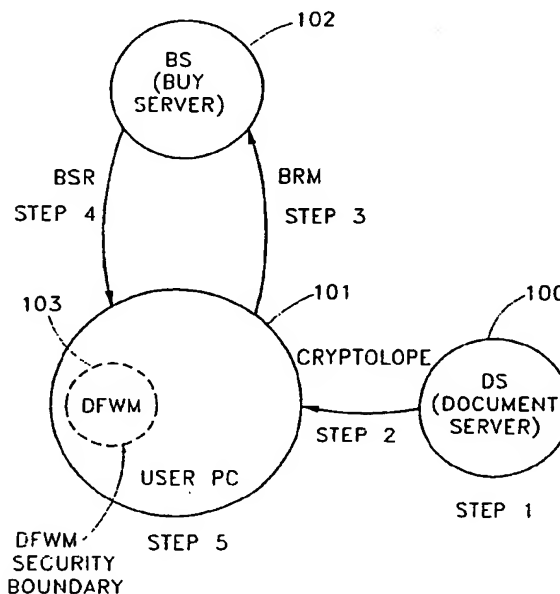 102
BS
(BUY
SERVER)
BSR
STEP 4
BRM
STEP 3
103
101
100
CRYPTOLOPE
DFWM
DS
(DOCUMENT
SERVER)
STEP 2
USER PC
STEP 1
STEP 5
DFWM
SECURITY
BOUNDARY